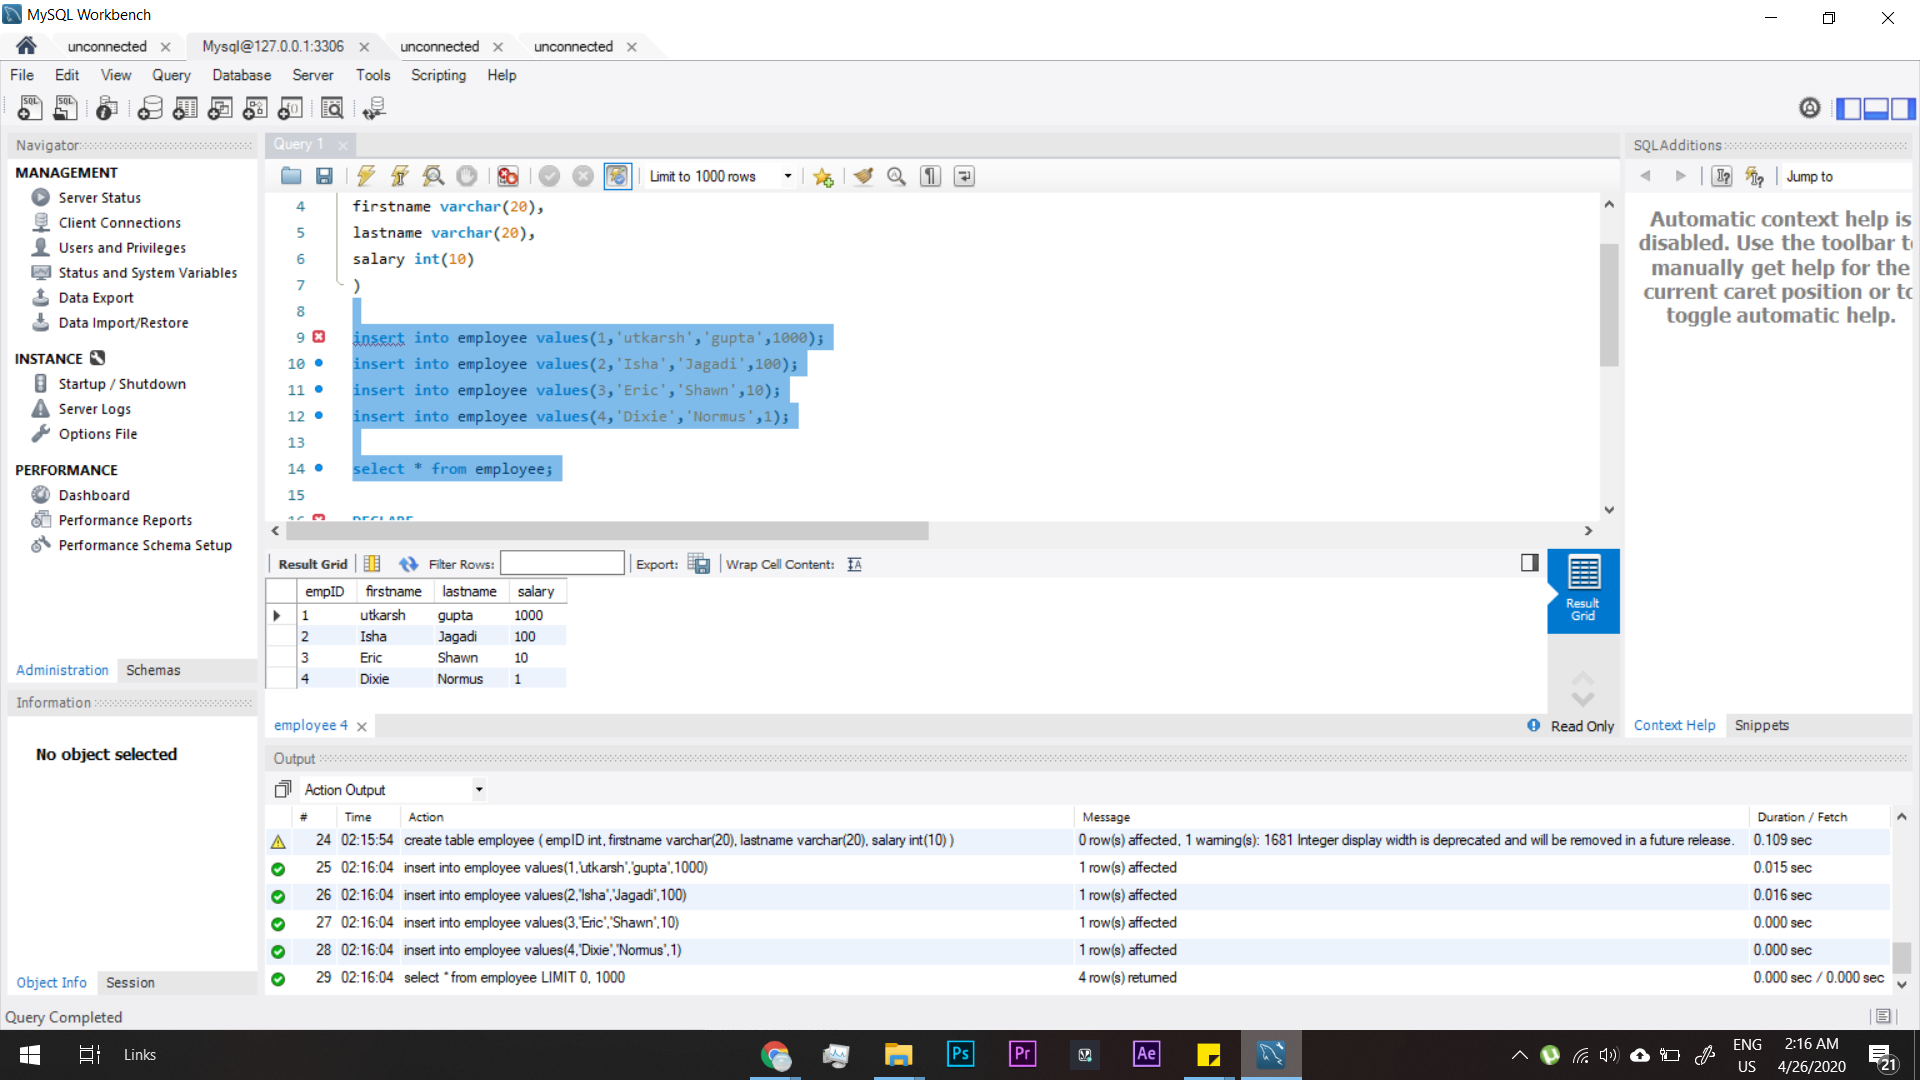 MySQL Workbench
unconnected
Mysql@127.0.0.1:3306
unconnected
unconnected
File Edit View Query Database Server Tools Scripting Help
Navigator
MANAGEMENT
Server Status
Client Connections
Users and Privileges
Status and System Variables
Data Export
Data Import/Restore
INSTANCE
Startup / Shutdown
Server Logs
Options File
PERFORMANCE
Dashboard
Performance Reports
Performance Schema Setup
Administration Schemas
Information
No object selected
Object Info Session
Query 1
Limit to 1000 rows
4 firstname varchar(20),
5 lastname varchar(20),
6 salary int(10)
7 )
8
9 insert into employee values(1,'utkarsh','gupta',1000);
10 insert into employee values(2,'Isha','Jagadi',100);
11 insert into employee values(3,'Eric','Shawn',10);
12 insert into employee values(4,'Dixie','Normus',1);
13
14 select * from employee;
15
16 DECLARE
Result Grid Filter Rows: Export: Wrap Cell Content:
empID firstname lastname salary
1 utkarsh gupta 1000
2 Isha Jagadi 100
3 Eric Shawn 10
4 Dixie Normus 1
Result
Grid
employee 4
Read Only
SQLAdditions
Jump to
Automatic context help is
disabled. Use the toolbar t
manually get help for the
current caret position or to
toggle automatic help.
Context Help Snippets
Output
Action Output
# Time Action Message Duration / Fetch
24 02:15:54 create table employee ( empID int, firstname varchar(20), lastname varchar(20), salary int(10) ) 0 row(s) affected, 1 warning(s): 1681 Integer display width is deprecated and will be removed in a future release. 0.109 sec
25 02:16:04 insert into employee values(1,'utkarsh','gupta',1000) 1 row(s) affected 0.015 sec
26 02:16:04 insert into employee values(2,'Isha','Jagadi',100) 1 row(s) affected 0.016 sec
27 02:16:04 insert into employee values(3,'Eric','Shawn',10) 1 row(s) affected 0.000 sec
28 02:16:04 insert into employee values(4,'Dixie','Normus',1) 1 row(s) affected 0.000 sec
29 02:16:04 select * from employee LIMIT 0, 1000 4 row(s) returned 0.000 sec / 0.000 sec
Query Completed
Links
Ps
Pr
Ae
ENG
US
2:16 AM
4/26/2020
21